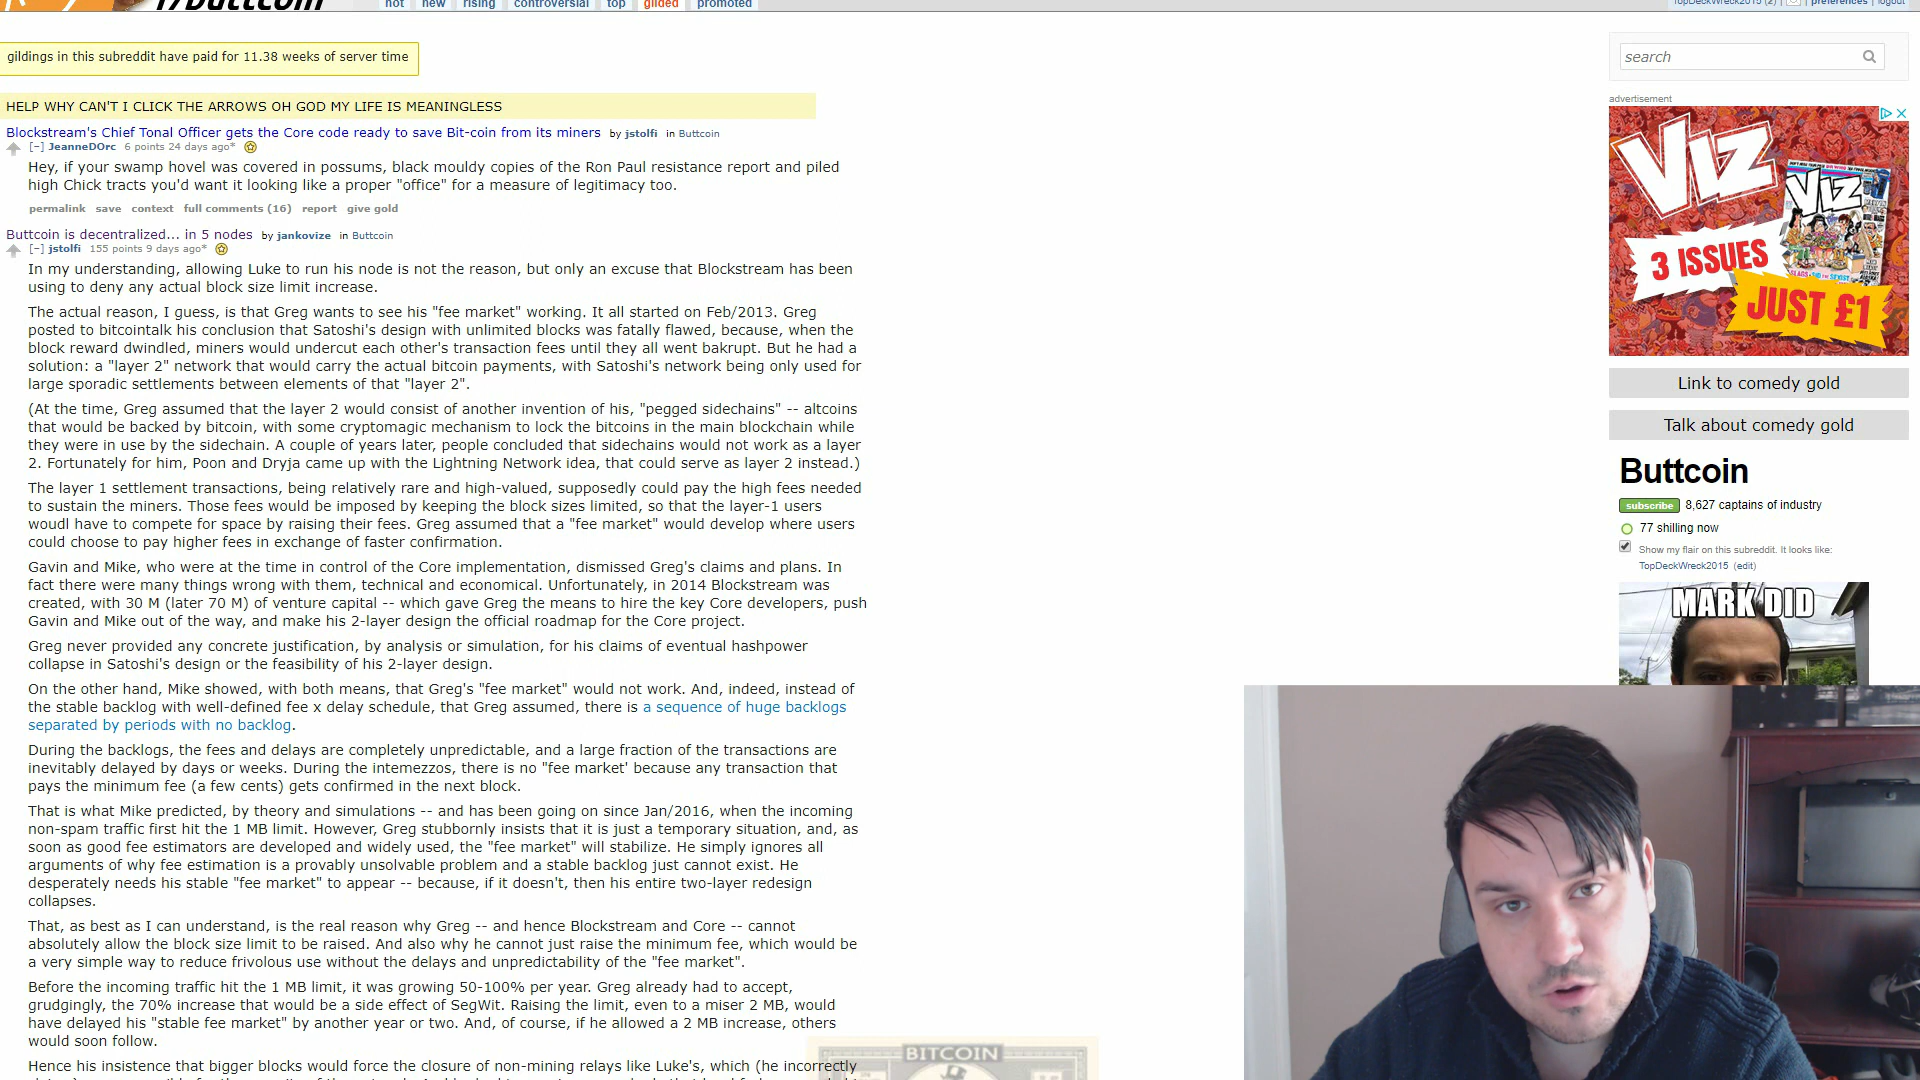 r/buttcoin
hot new rising controversial top gilded promoted
TopDeckWreck2015 (2) | | preferences | logout
gildings in this subreddit have paid for 11.38 weeks of server time
search
HELP WHY CAN'T I CLICK THE ARROWS OH GOD MY LIFE IS MEANINGLESS
advertisement
Blockstream's Chief Tonal Officer gets the Core code ready to save Bit-coin from its miners by jstolfi in Buttcoin
[–] JeanneDOrc 6 points 24 days ago*
Hey, if your swamp hovel was covered in possums, black mouldy copies of the Ron Paul resistance report and piled
high Chick tracts you'd want it looking like a proper "office" for a measure of legitimacy too.
permalink save context full comments (16) report give gold
Buttcoin is decentralized... in 5 nodes by jankovize in Buttcoin
[–] jstolfi 155 points 9 days ago*
In my understanding, allowing Luke to run his node is not the reason, but only an excuse that Blockstream has been
using to deny any actual block size limit increase.
The actual reason, I guess, is that Greg wants to see his "fee market" working. It all started on Feb/2013. Greg
posted to bitcointalk his conclusion that Satoshi's design with unlimited blocks was fatally flawed, because, when the
block reward dwindled, miners would undercut each other's transaction fees until they all went bakrupt. But he had a
solution: a "layer 2" network that would carry the actual bitcoin payments, with Satoshi's network being only used for
large sporadic settlements between elements of that "layer 2".
(At the time, Greg assumed that the layer 2 would consist of another invention of his, "pegged sidechains" -- altcoins
that would be backed by bitcoin, with some cryptomagic mechanism to lock the bitcoins in the main blockchain while
they were in use by the sidechain. A couple of years later, people concluded that sidechains would not work as a layer
2. Fortunately for him, Poon and Dryja came up with the Lightning Network idea, that could serve as layer 2 instead.)
The layer 1 settlement transactions, being relatively rare and high-valued, supposedly could pay the high fees needed
to sustain the miners. Those fees would be imposed by keeping the block sizes limited, so that the layer-1 users
woudl have to compete for space by raising their fees. Greg assumed that a "fee market" would develop where users
could choose to pay higher fees in exchange of faster confirmation.
Gavin and Mike, who were at the time in control of the Core implementation, dismissed Greg's claims and plans. In
fact there were many things wrong with them, technical and economical. Unfortunately, in 2014 Blockstream was
created, with 30 M (later 70 M) of venture capital -- which gave Greg the means to hire the key Core developers, push
Gavin and Mike out of the way, and make his 2-layer design the official roadmap for the Core project.
Greg never provided any concrete justification, by analysis or simulation, for his claims of eventual hashpower
collapse in Satoshi's design or the feasibility of his 2-layer design.
On the other hand, Mike showed, with both means, that Greg's "fee market" would not work. And, indeed, instead of
the stable backlog with well-defined fee x delay schedule, that Greg assumed, there is a sequence of huge backlogs
separated by periods with no backlog.
During the backlogs, the fees and delays are completely unpredictable, and a large fraction of the transactions are
inevitably delayed by days or weeks. During the intemezzos, there is no "fee market' because any transaction that
pays the minimum fee (a few cents) gets confirmed in the next block.
That is what Mike predicted, by theory and simulations -- and has been going on since Jan/2016, when the incoming
non-spam traffic first hit the 1 MB limit. However, Greg stubbornly insists that it is just a temporary situation, and, as
soon as good fee estimators are developed and widely used, the "fee market" will stabilize. He simply ignores all
arguments of why fee estimation is a provably unsolvable problem and a stable backlog just cannot exist. He
desperately needs his stable "fee market" to appear -- because, if it doesn't, then his entire two-layer redesign
collapses.
That, as best as I can understand, is the real reason why Greg -- and hence Blockstream and Core -- cannot
absolutely allow the block size limit to be raised. And also why he cannot just raise the minimum fee, which would be
a very simple way to reduce frivolous use without the delays and unpredictability of the "fee market".
Before the incoming traffic hit the 1 MB limit, it was growing 50-100% per year. Greg already had to accept,
grudgingly, the 70% increase that would be a side effect of SegWit. Raising the limit, even to a miser 2 MB, would
have delayed his "stable fee market" by another year or two. And, of course, if he allowed a 2 MB increase, others
would soon follow.
Hence his insistence that bigger blocks would force the closure of non-mining relays like Luke's, which (he incorrectly
BITCOIN
VIZ
VIZ
3 ISSUES
JUST £1
Link to comedy gold
Talk about comedy gold
Buttcoin
subscribe 8,627 captains of industry
77 shilling now
Show my flair on this subreddit. It looks like:
TopDeckWreck2015 (edit)
MARK DID